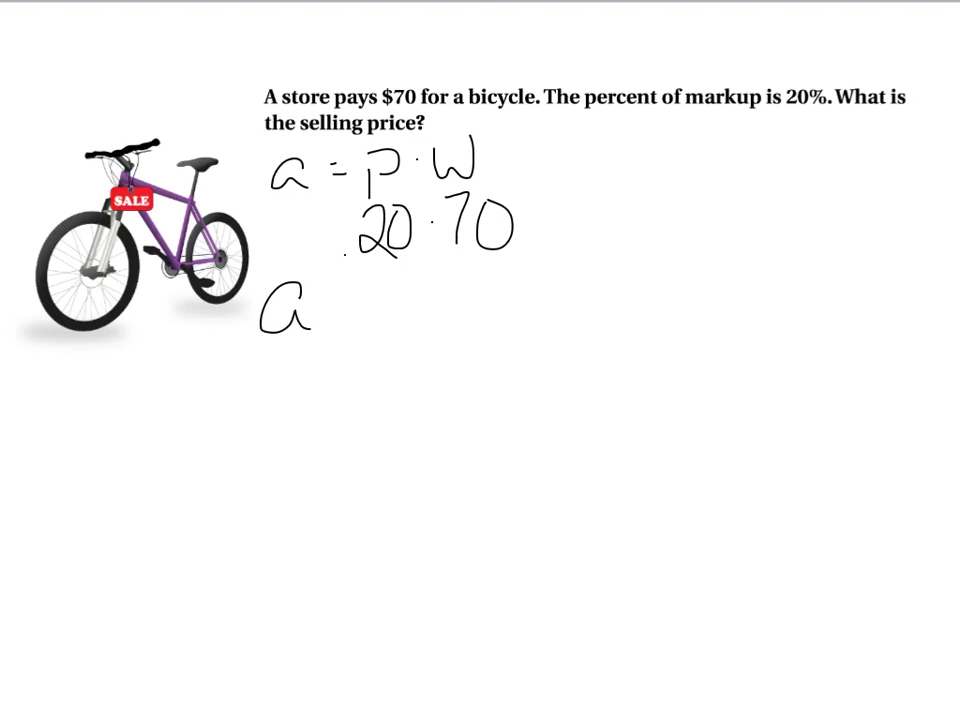 A store pays $70 for a bicycle. The percent of markup is 20%. What is
the selling price?
SALE
a = p · W
.20 · 70
a